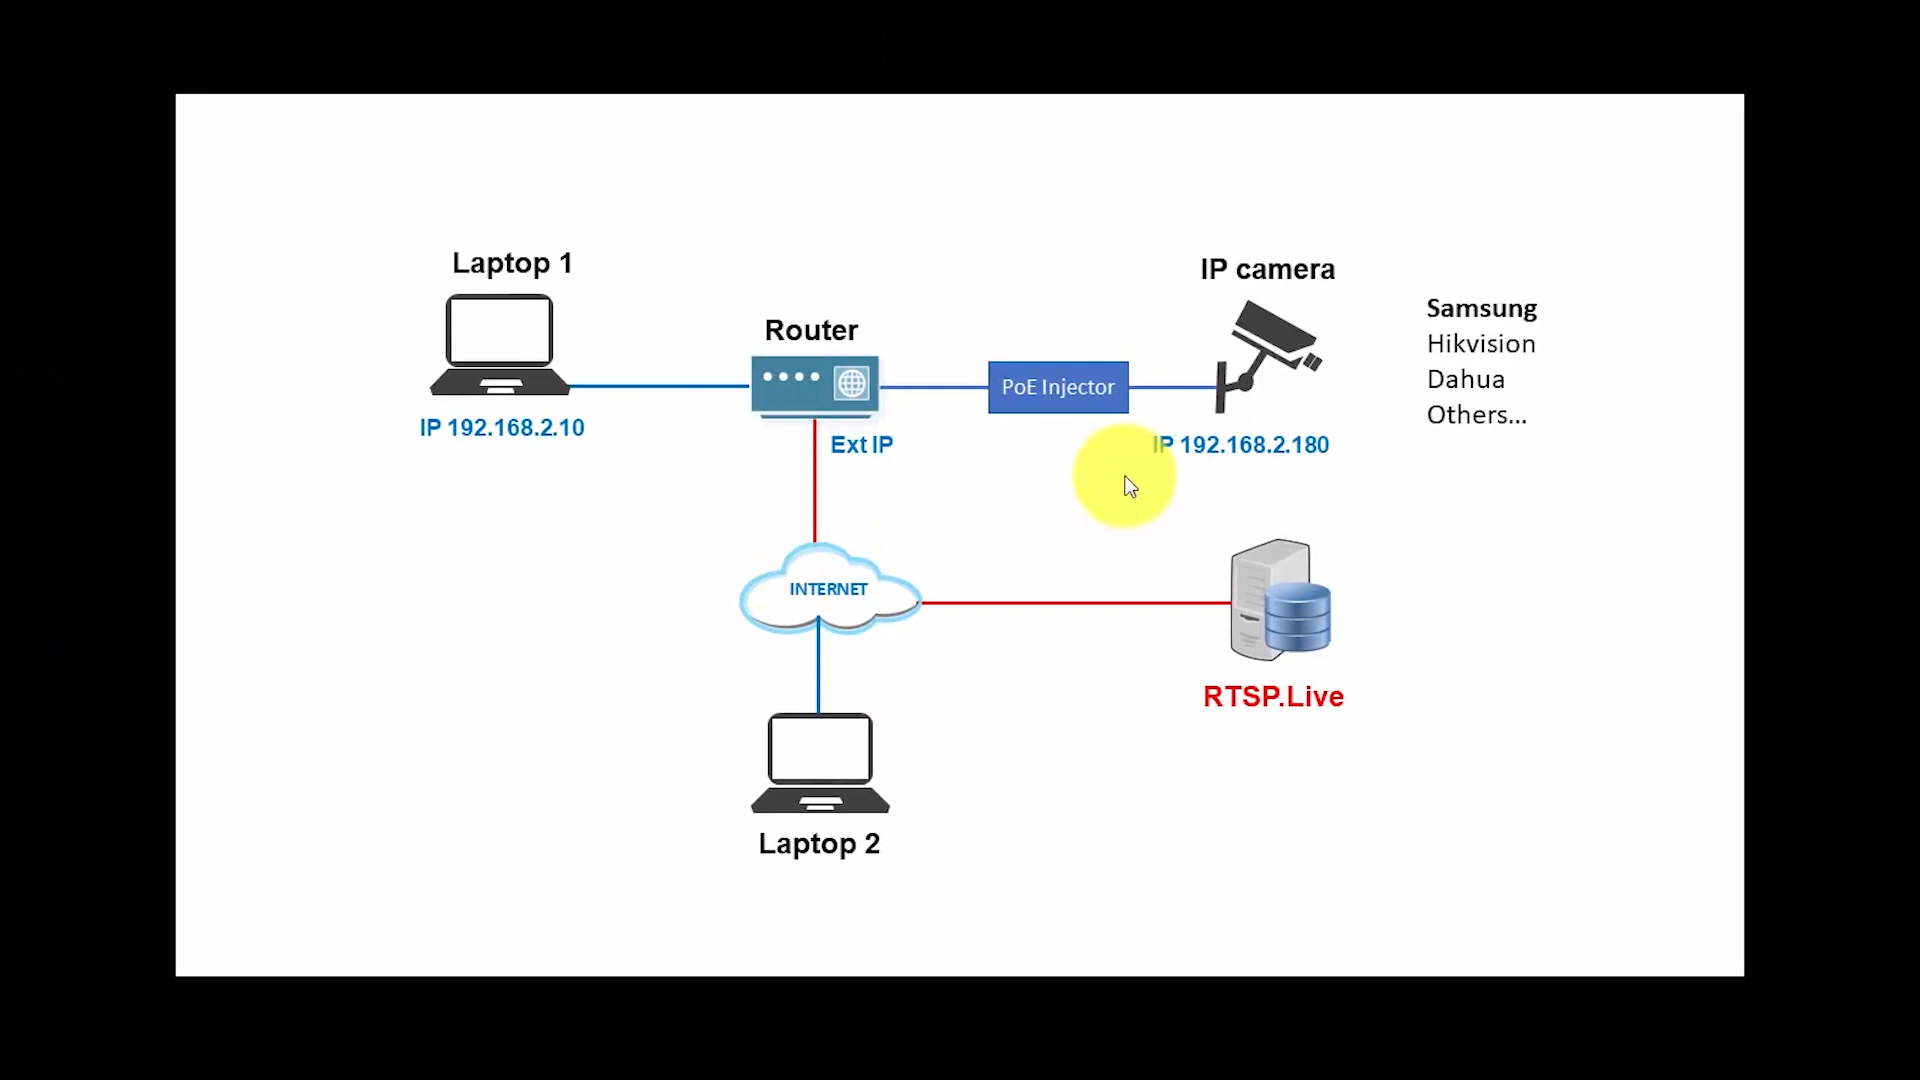 Laptop 1
IP camera
Samsung
Hikvision
Dahua
Others...
Router
PoE Injector
IP 192.168.2.10
Ext IP
IP 192.168.2.180
INTERNET
RTSP.Live
Laptop 2